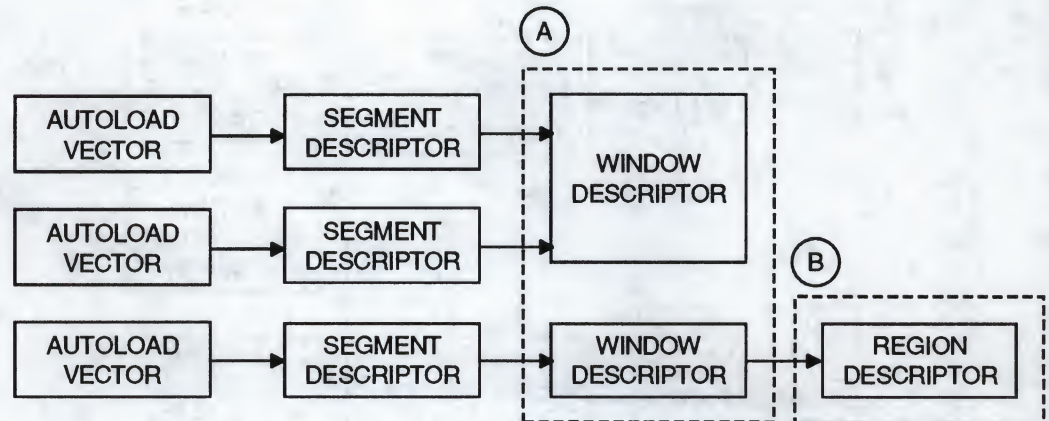 A
AUTOLOAD
VECTOR
SEGMENT
DESCRIPTOR
WINDOW
DESCRIPTOR
AUTOLOAD
VECTOR
SEGMENT
DESCRIPTOR
B
AUTOLOAD
VECTOR
SEGMENT
DESCRIPTOR
WINDOW
DESCRIPTOR
REGION
DESCRIPTOR